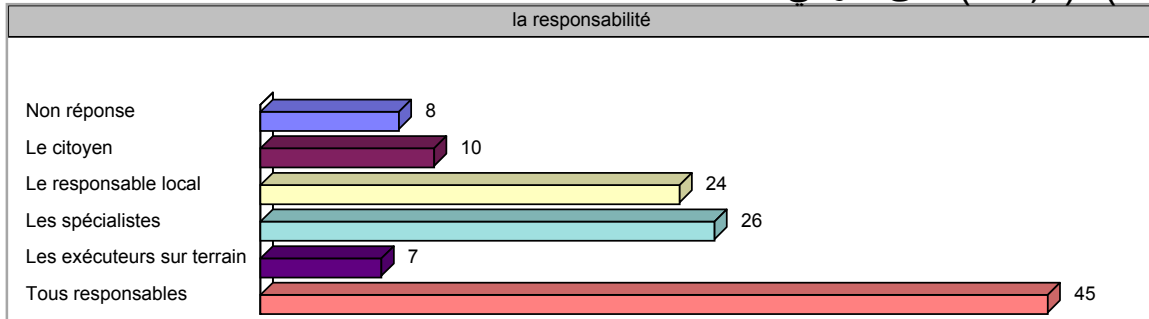 la responsabilité
Non réponse 8
Le citoyen 10
Le responsable local 24
Les spécialistes 26
Les exécuteurs sur terrain 7
Tous responsables 45